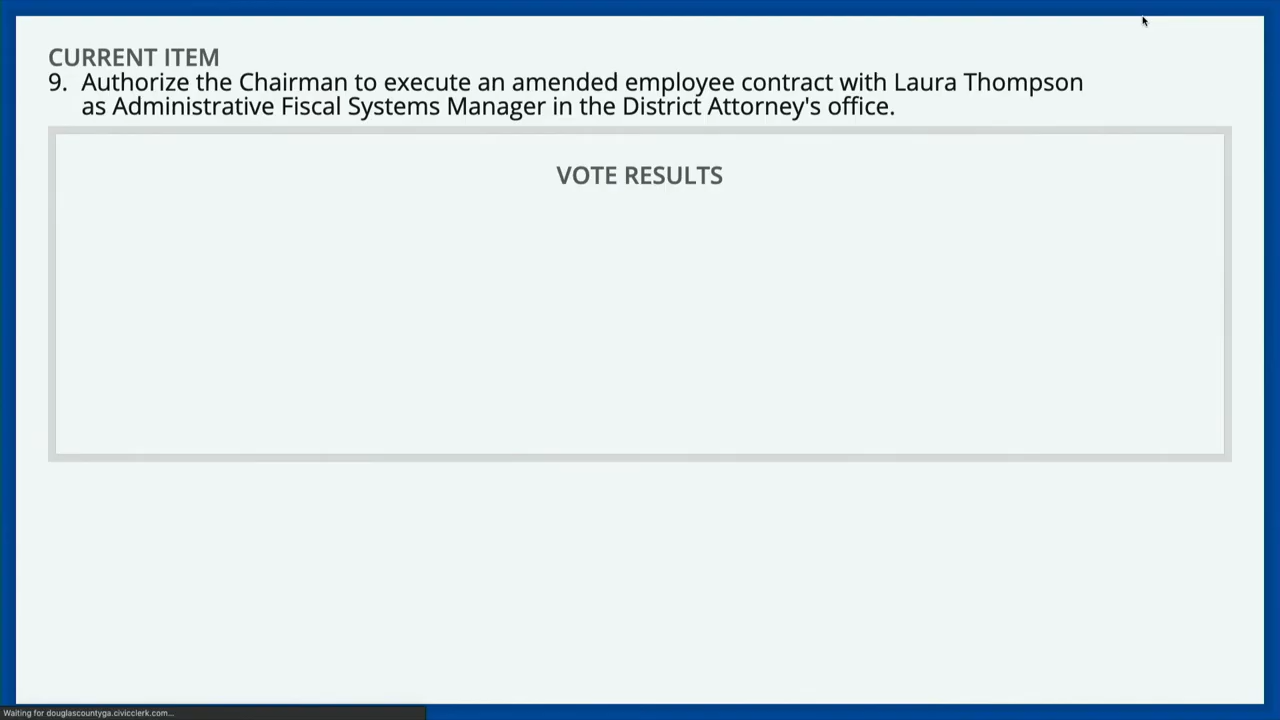 CURRENT ITEM
9. Authorize the Chairman to execute an amended employee contract with Laura Thompson
as Administrative Fiscal Systems Manager in the District Attorney's office.
VOTE RESULTS
Waiting for douglascountyga.civicclerk.com...